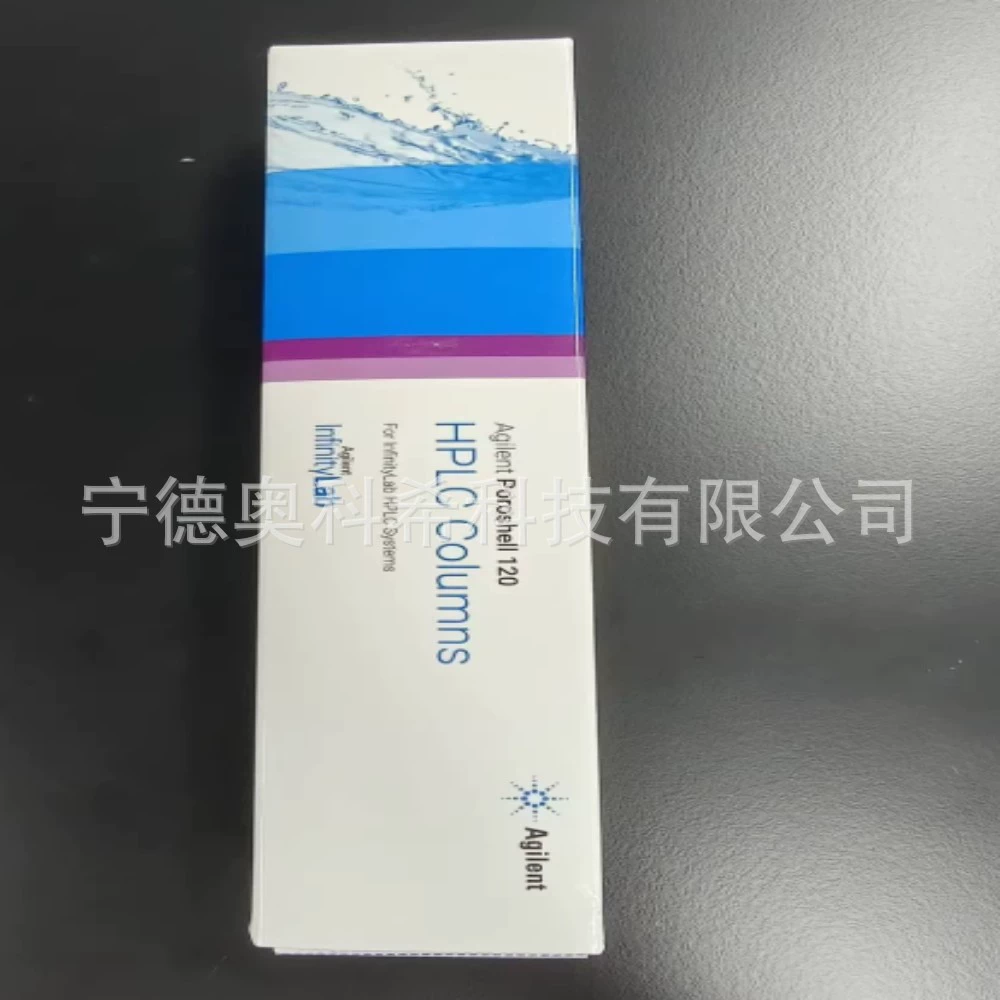 Agilent Poroshell 120
HPLC Columns
For InfinityLab HPLC Systems
Agilent
InfinityLab
Agilent
宁德奥科希科技有限公司